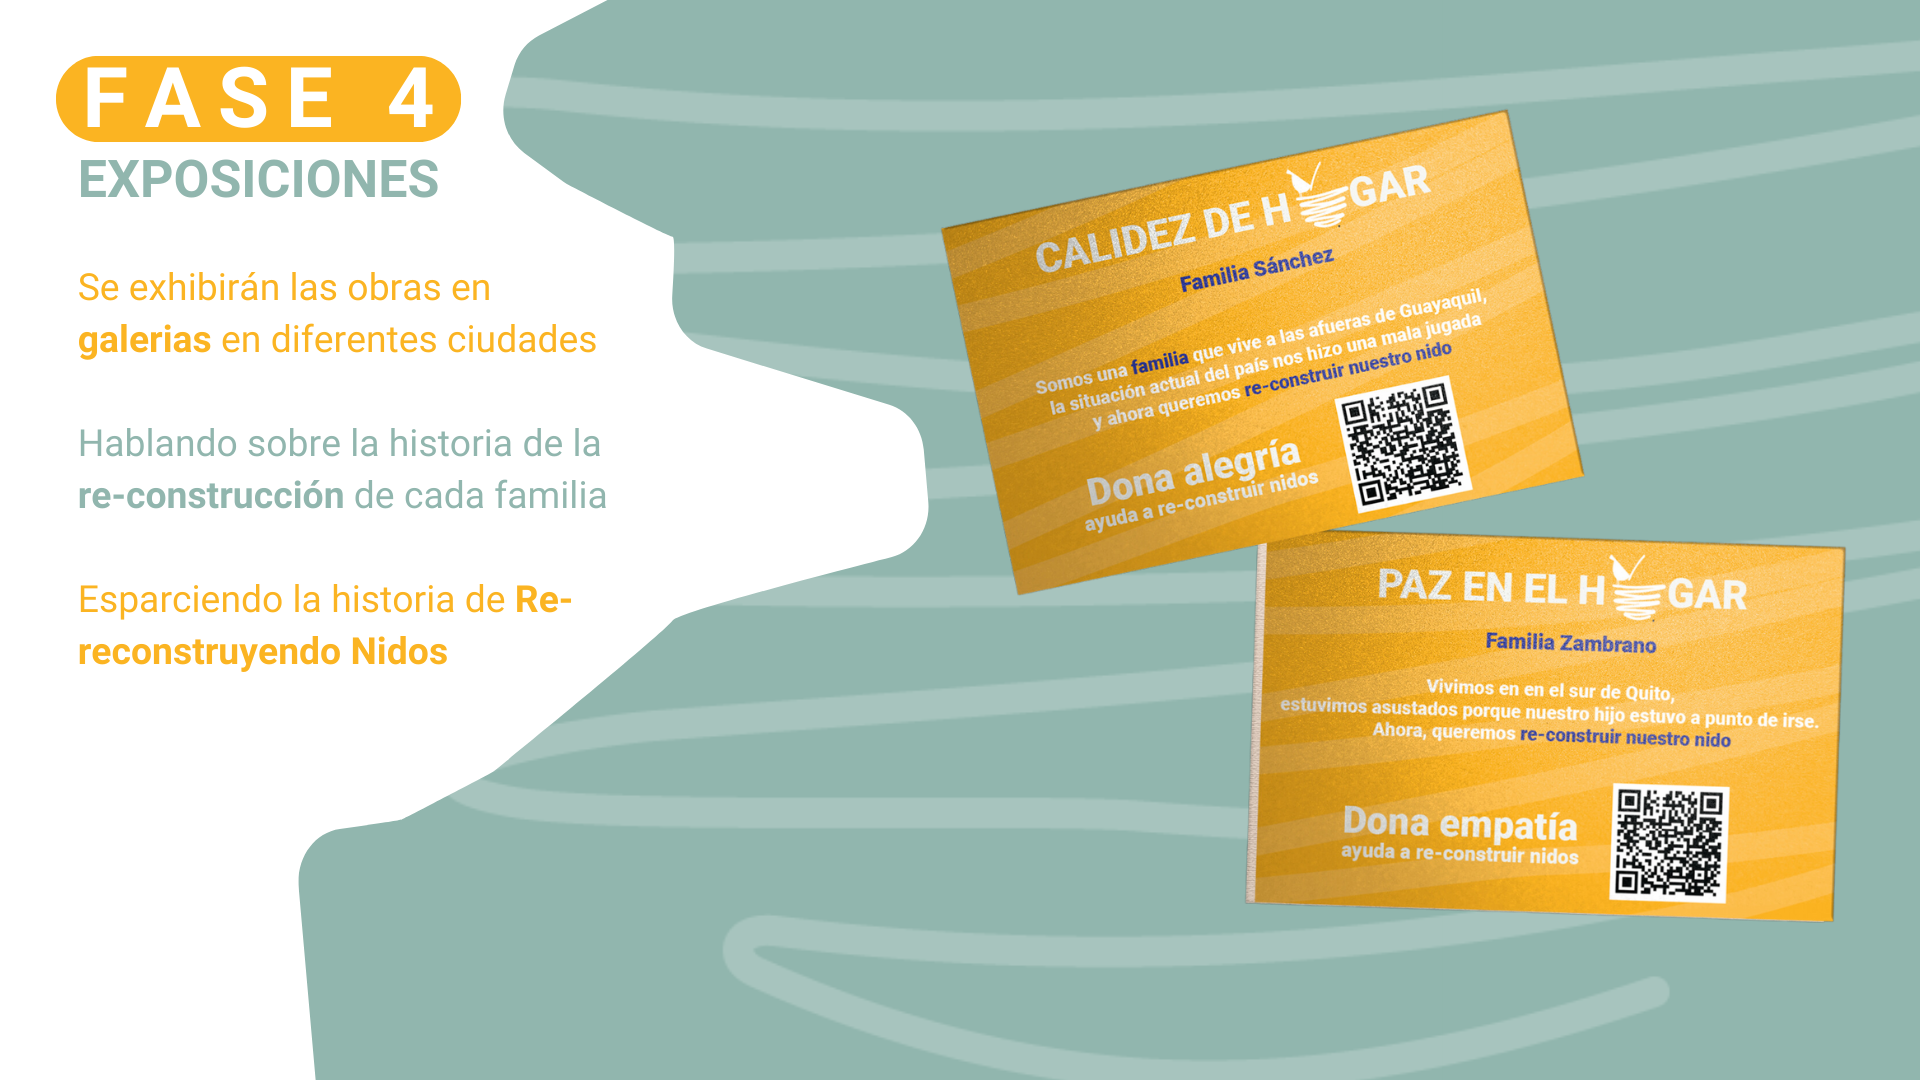 FASE 4
EXPOSICIONES
Se exhibirán las obras en
galerias en diferentes ciudades
Hablando sobre la historia de la
re-construcción de cada familia
Esparciendo la historia de Re-
reconstruyendo Nidos
CALIDEZ DE H GAR
Familia Sánchez
Somos una familia que vive a las afueras de Guayaquil,
la situación actual del país nos hizo una mala jugada
y ahora queremos re-construir nuestro nido
Dona alegría
ayuda a re-construir nidos
PAZ EN EL H GAR
Familia Zambrano
Vivimos en en el sur de Quito,
estuvimos asustados porque nuestro hijo estuvo a punto de irse.
Ahora, queremos re-construir nuestro nido
Dona empatía
ayuda a re-construir nidos